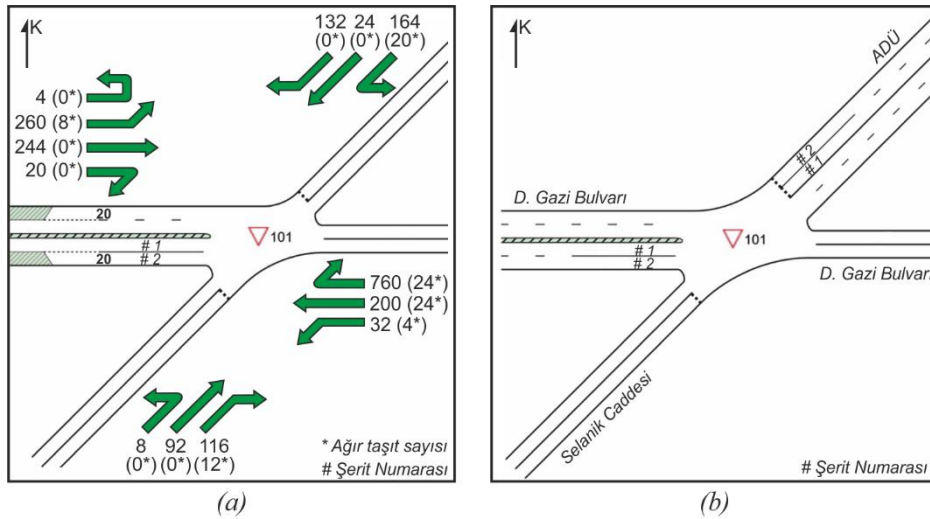 K
132 24 164
(0*) (0*) (20*)
4 (0*)
260 (8*)
244 (0*)
20 (0*)
20
# 1
# 2
20
101
760 (24*)
200 (24*)
32 (4*)
8 92 116
(0*) (0*) (12*)
* Ağır taşıt sayısı
# Şerit Numarası
(a)
K
ADÜ
# 2
# 1
D. Gazi Bulvarı
# 1
# 2
101
D. Gazi Bulvarı
Selanik Caddesi
# Şerit Numarası
(b)